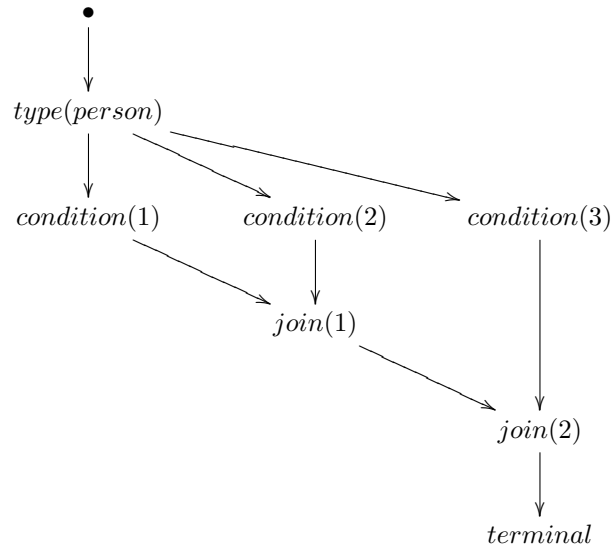 type(person)
condition(1) condition(2) condition(3)
join(1)
join(2)
terminal